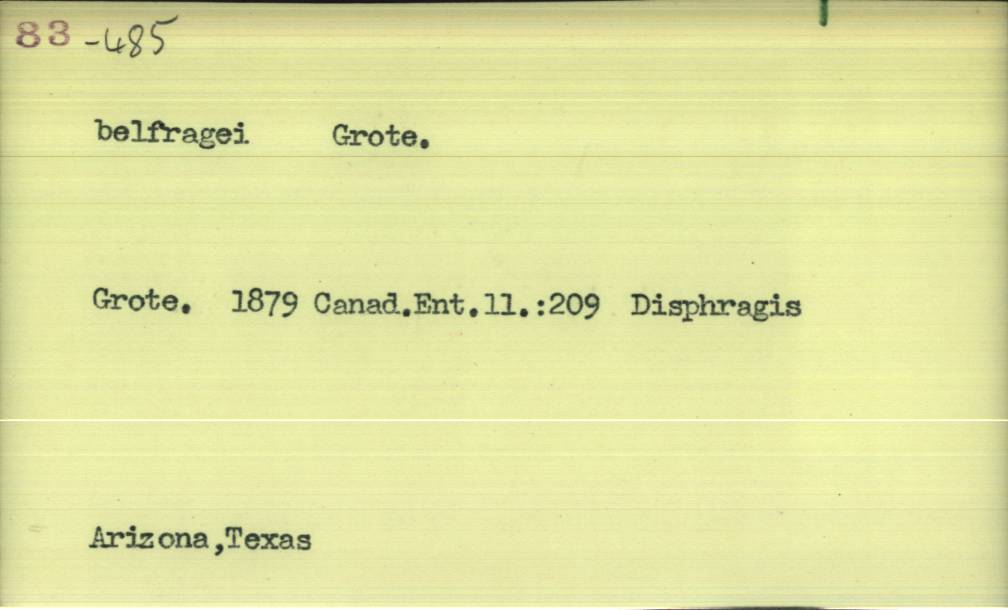 83 -485
belfragei Grote.
Grote. 1879 Canad.Ent.11.:209 Disphragis
Arizona,Texas